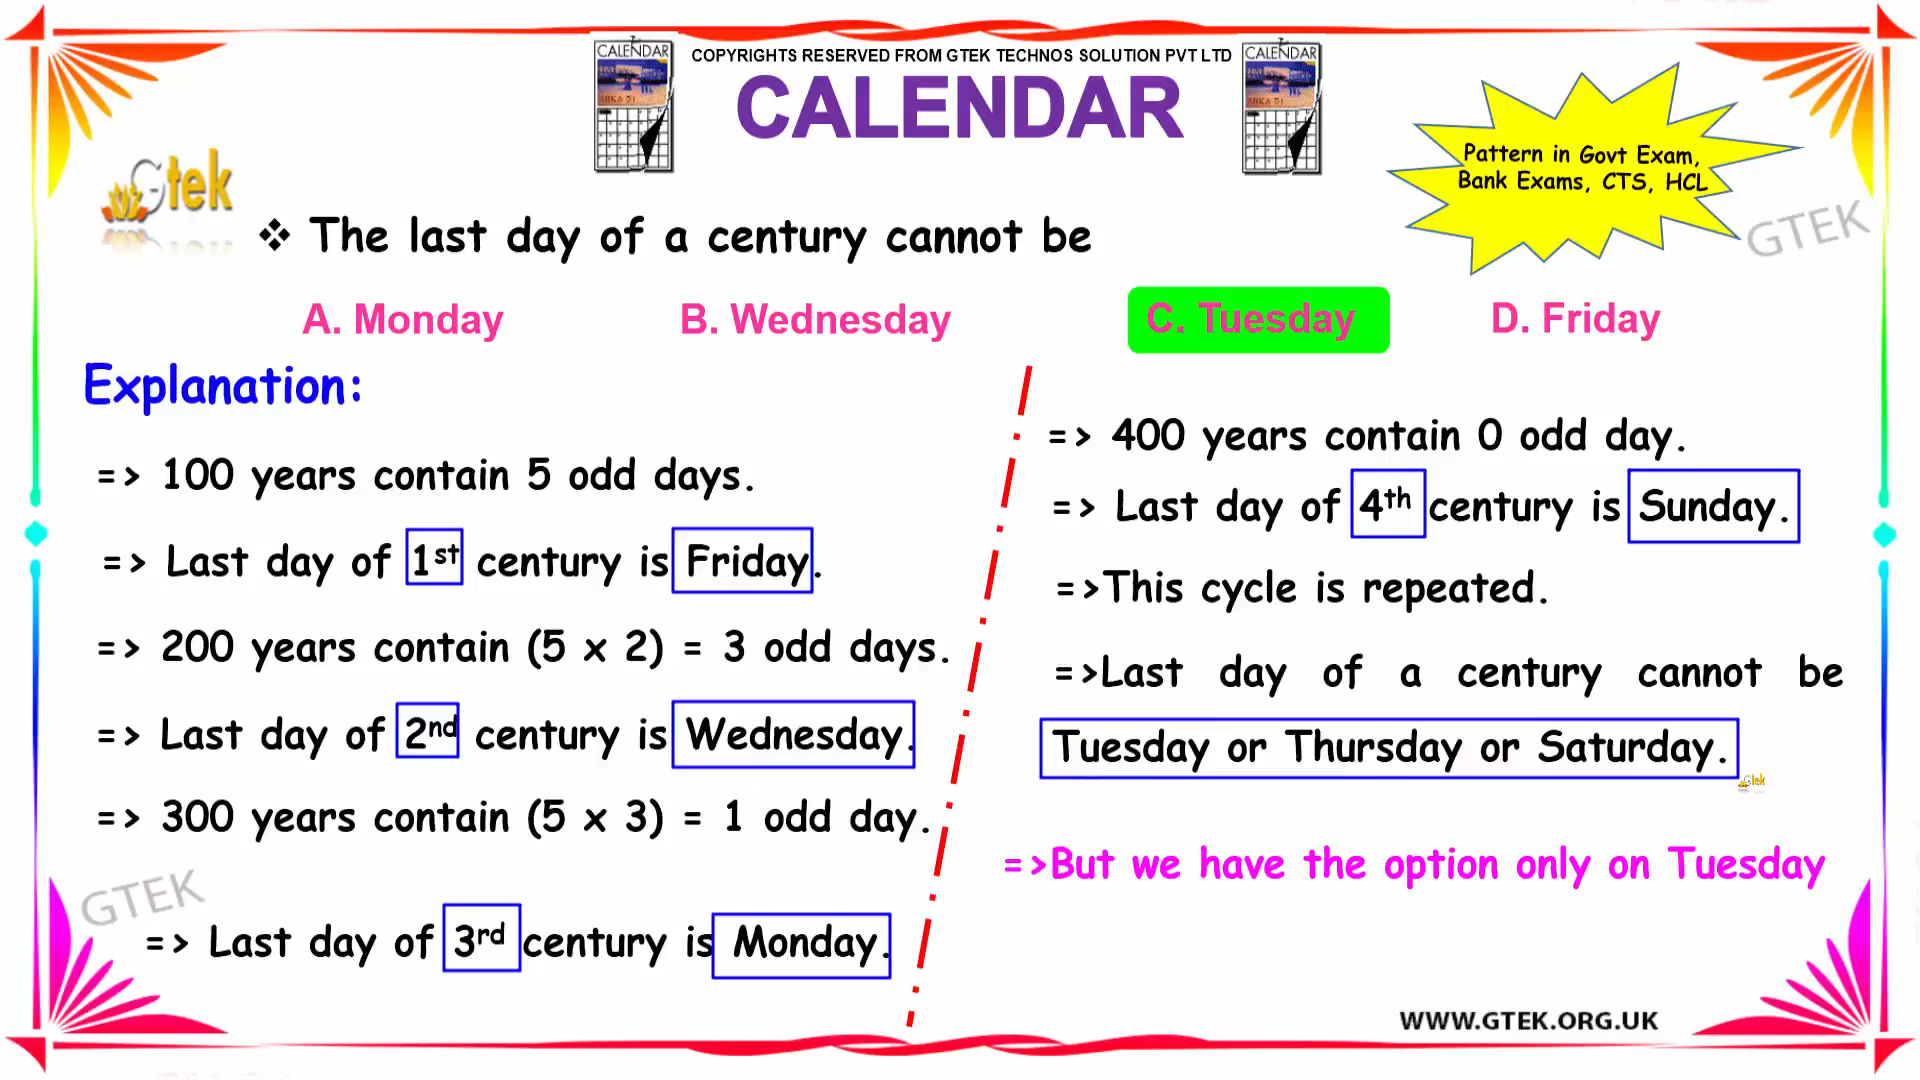 COPYRIGHTS RESERVED FROM GTEK TECHNOS SOLUTION PVT LTD
CALENDAR
CALENDAR
CALENDAR
Pattern in Govt Exam,
Bank Exams, CTS, HCL
Gtek
GTEK
❖ The last day of a century cannot be
A. Monday B. Wednesday C. Tuesday D. Friday
Explanation:
=> 100 years contain 5 odd days.
=> Last day of 1st century is Friday.
=> 200 years contain (5 x 2) = 3 odd days.
=> Last day of 2nd century is Wednesday.
=> 300 years contain (5 x 3) = 1 odd day.
=> Last day of 3rd century is Monday.
=> 400 years contain 0 odd day.
=> Last day of 4th century is Sunday.
=>This cycle is repeated.
=>Last day of a century cannot be
Tuesday or Thursday or Saturday.
Gtek
=>But we have the option only on Tuesday
GTEK
WWW.GTEK.ORG.UK